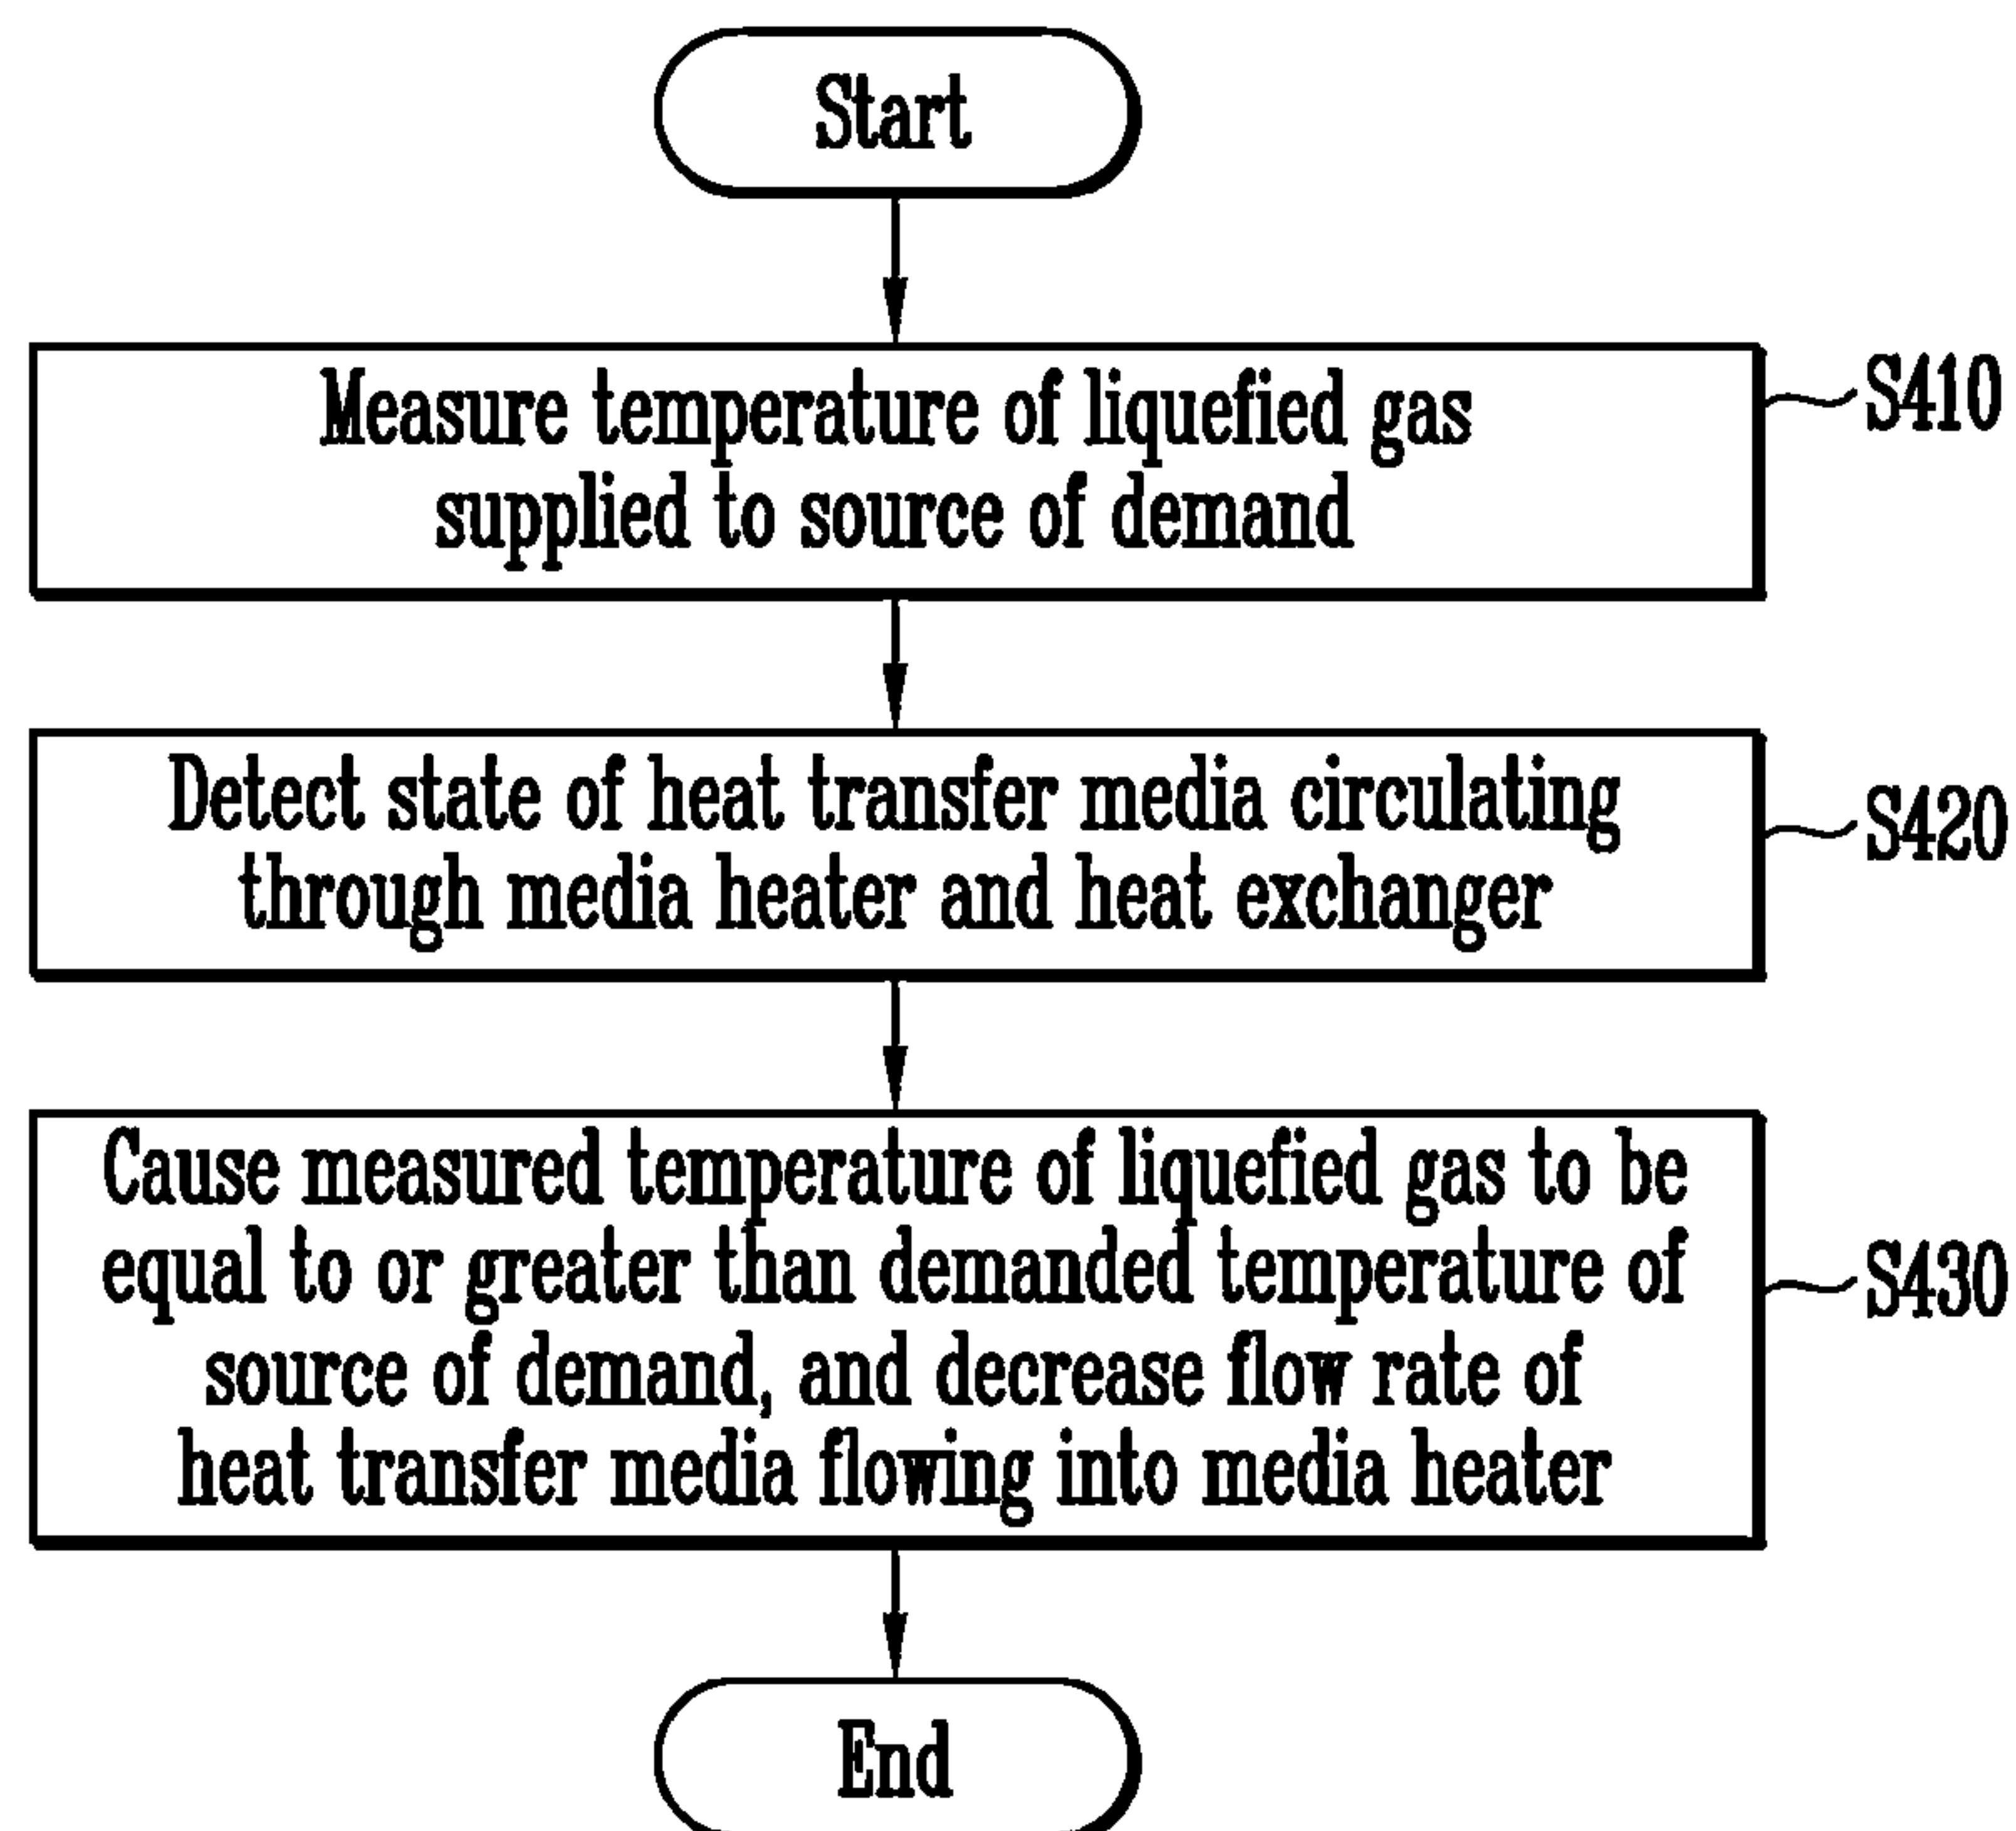 Start
Measure temperature of liquefied gas
supplied to source of demand
S410
Detect state of heat transfer media circulating
through media heater and heat exchanger
S420
Cause measured temperature of liquefied gas to be
equal to or greater than demanded temperature of
source of demand, and decrease flow rate of
heat transfer media flowing into media heater
S430
End